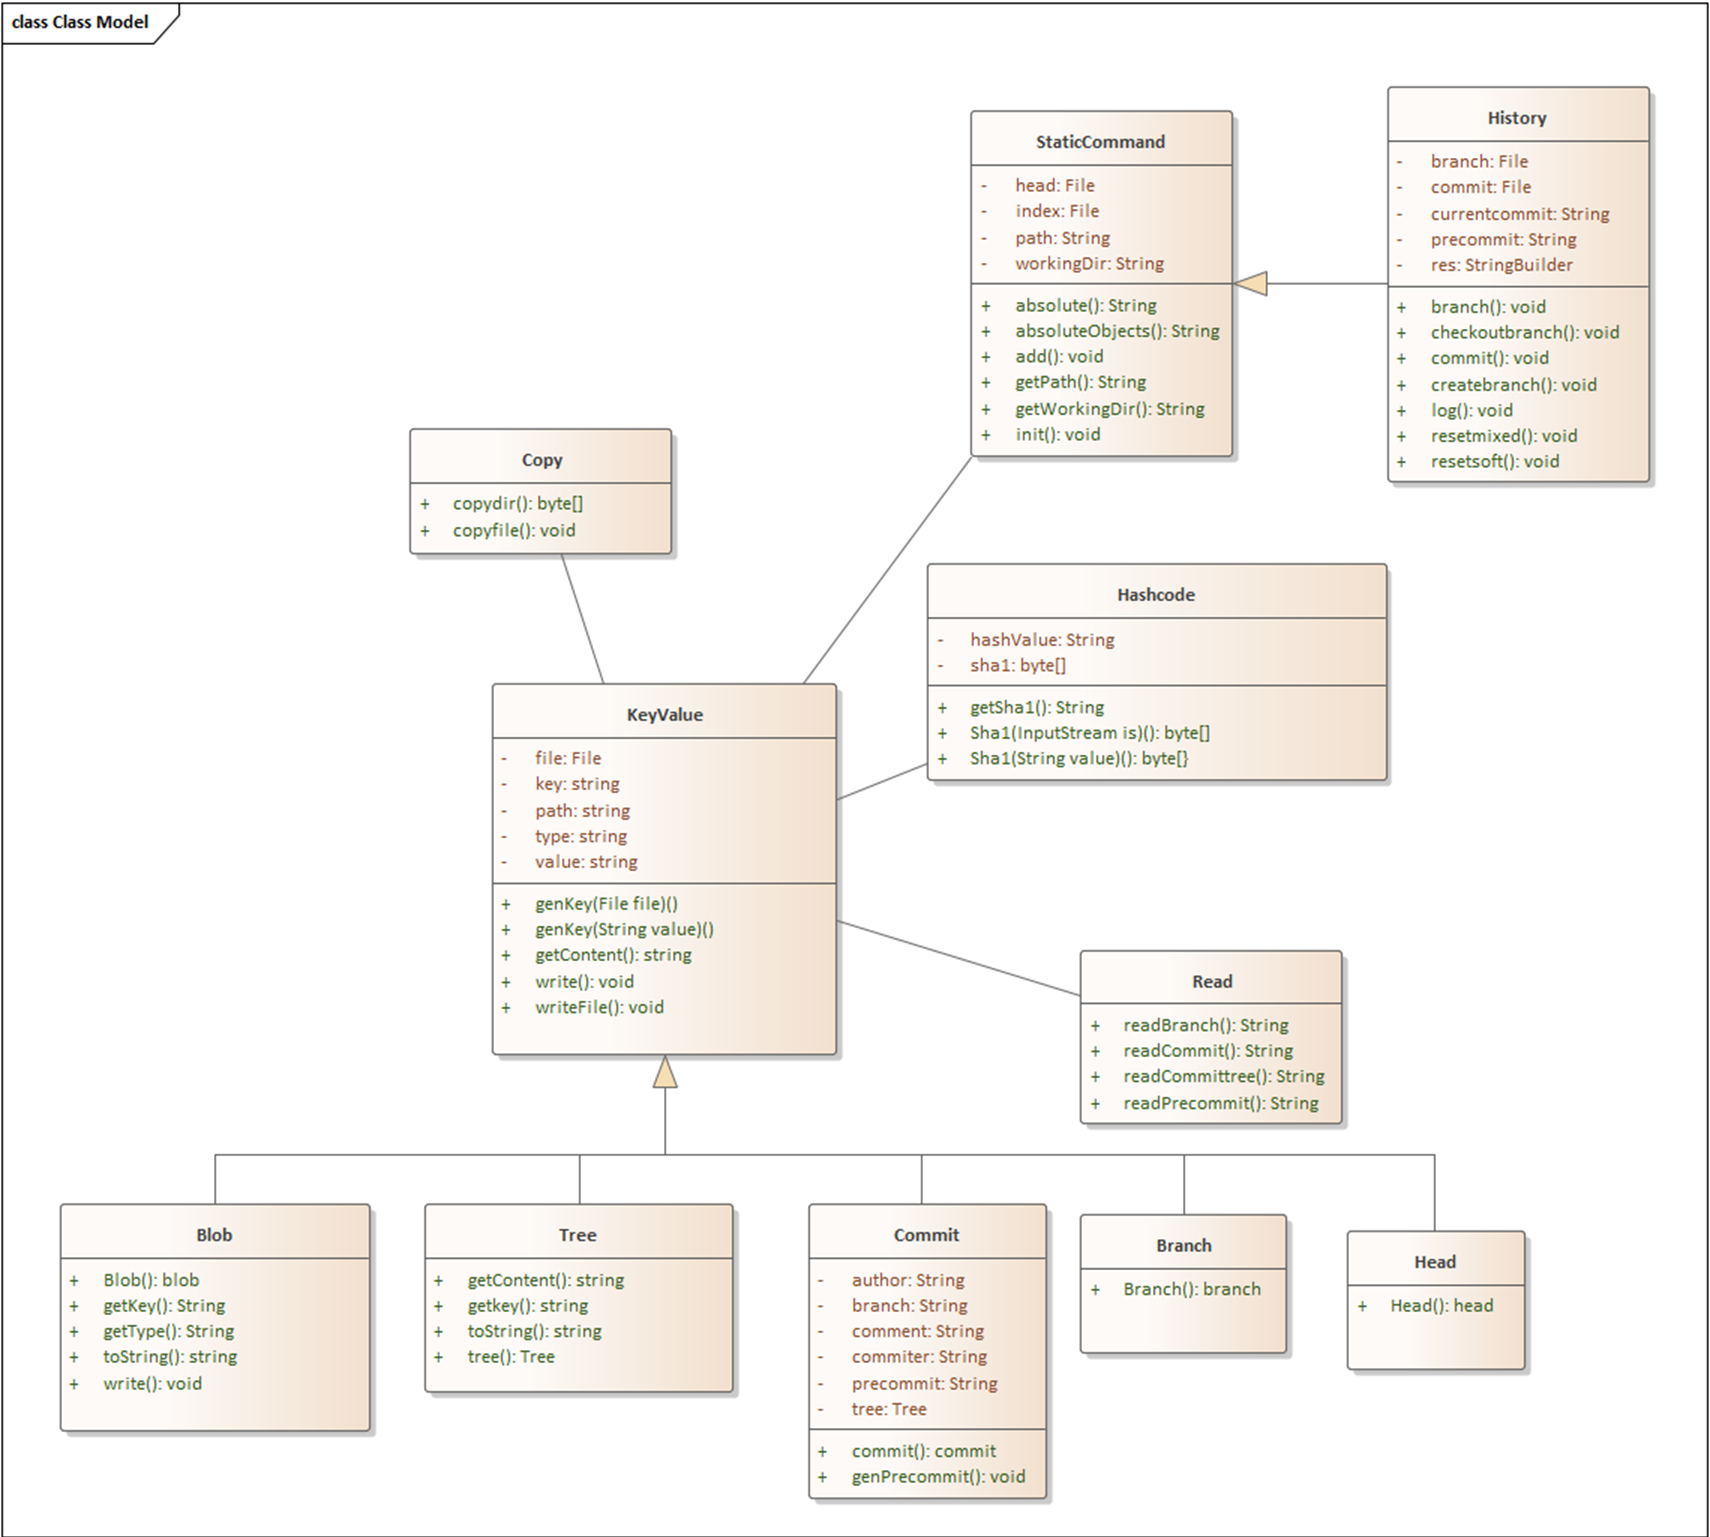 class Class Model
StaticCommand
- head: File
- index: File
- path: String
- workingDir: String
+ absolute(): String
+ absoluteObjects(): String
+ add(): void
+ getPath(): String
+ getWorkingDir(): String
+ init(): void
History
- branch: File
- commit: File
- currentcommit: String
- precommit: String
- res: StringBuilder
+ branch(): void
+ checkoutbranch(): void
+ commit(): void
+ createbranch(): void
+ log(): void
+ resetmixed(): void
+ resetsoft(): void
Copy
+ copydir(): byte[]
+ copyfile(): void
Hashcode
- hashValue: String
- sha1: byte[]
+ getSha1(): String
+ Sha1(InputStream is)(): byte[]
+ Sha1(String value)(): byte[}
KeyValue
- file: File
- key: string
- path: string
- type: string
- value: string
+ genKey(File file)()
+ genKey(String value)()
+ getContent(): string
+ write(): void
+ writeFile(): void
Read
+ readBranch(): String
+ readCommit(): String
+ readCommittree(): String
+ readPrecommit(): String
Blob
+ Blob(): blob
+ getKey(): String
+ getType(): String
+ toString(): string
+ write(): void
Tree
+ getContent(): string
+ getkey(): string
+ toString(): string
+ tree(): Tree
Commit
- author: String
- branch: String
- comment: String
- commiter: String
- precommit: String
- tree: Tree
+ commit(): commit
+ genPrecommit(): void
Branch
+ Branch(): branch
Head
+ Head(): head